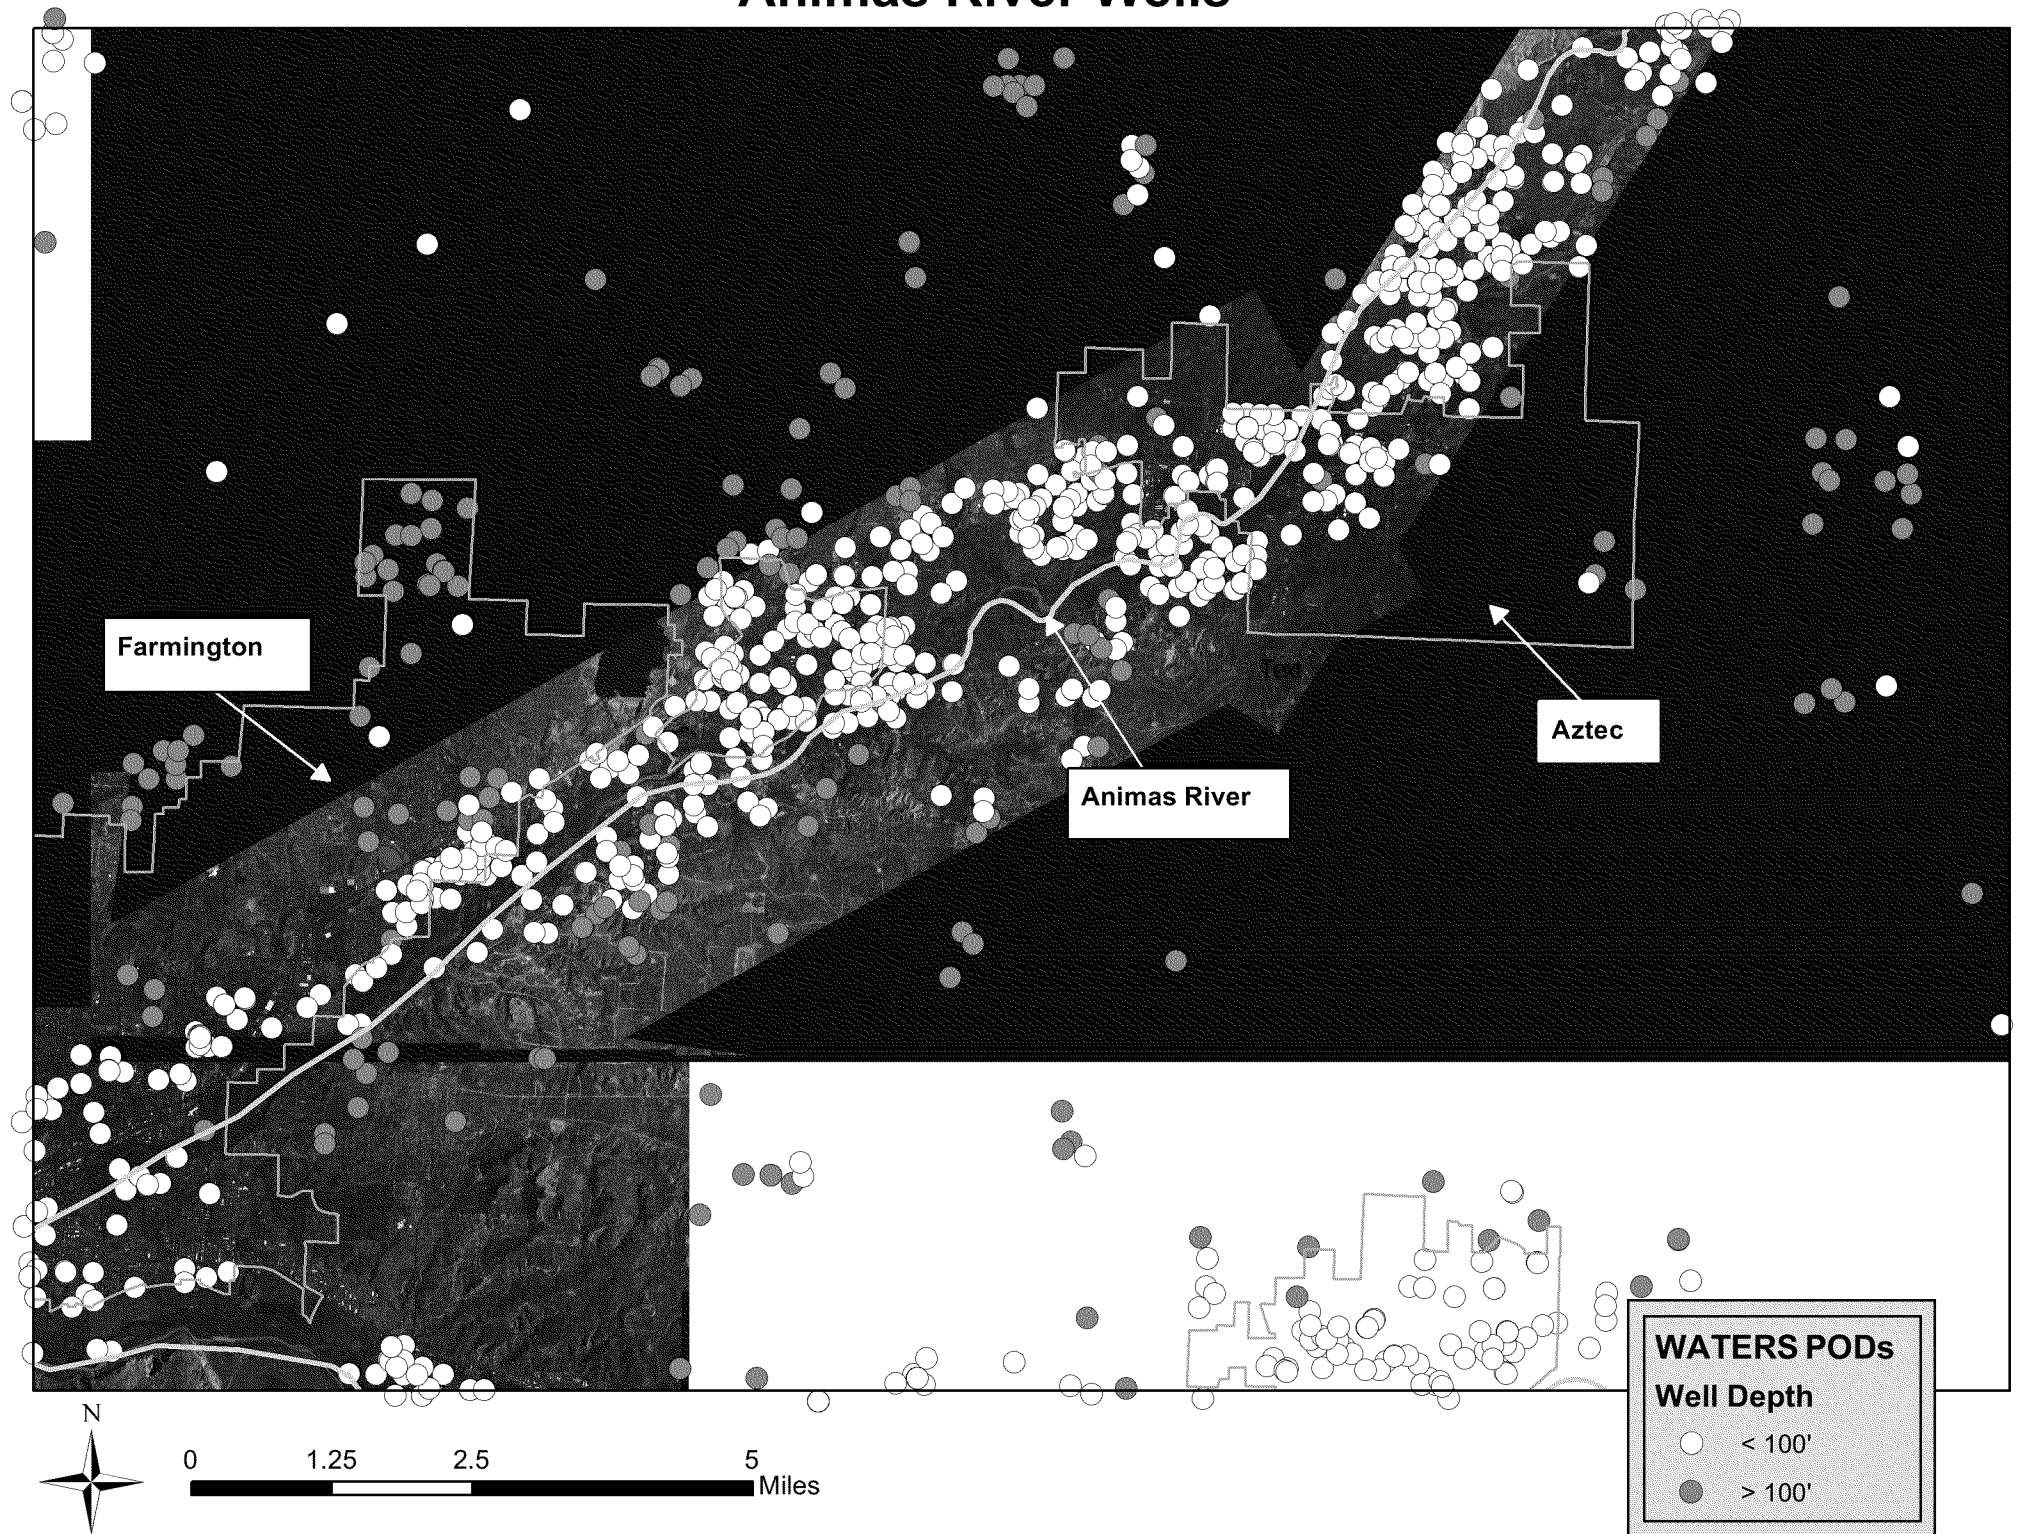 Animas River Wells
Farmington
Text
Aztec
Animas River
WATERS PODs
Well Depth
< 100'
> 100'
N
0 1.25 2.5 5
Miles